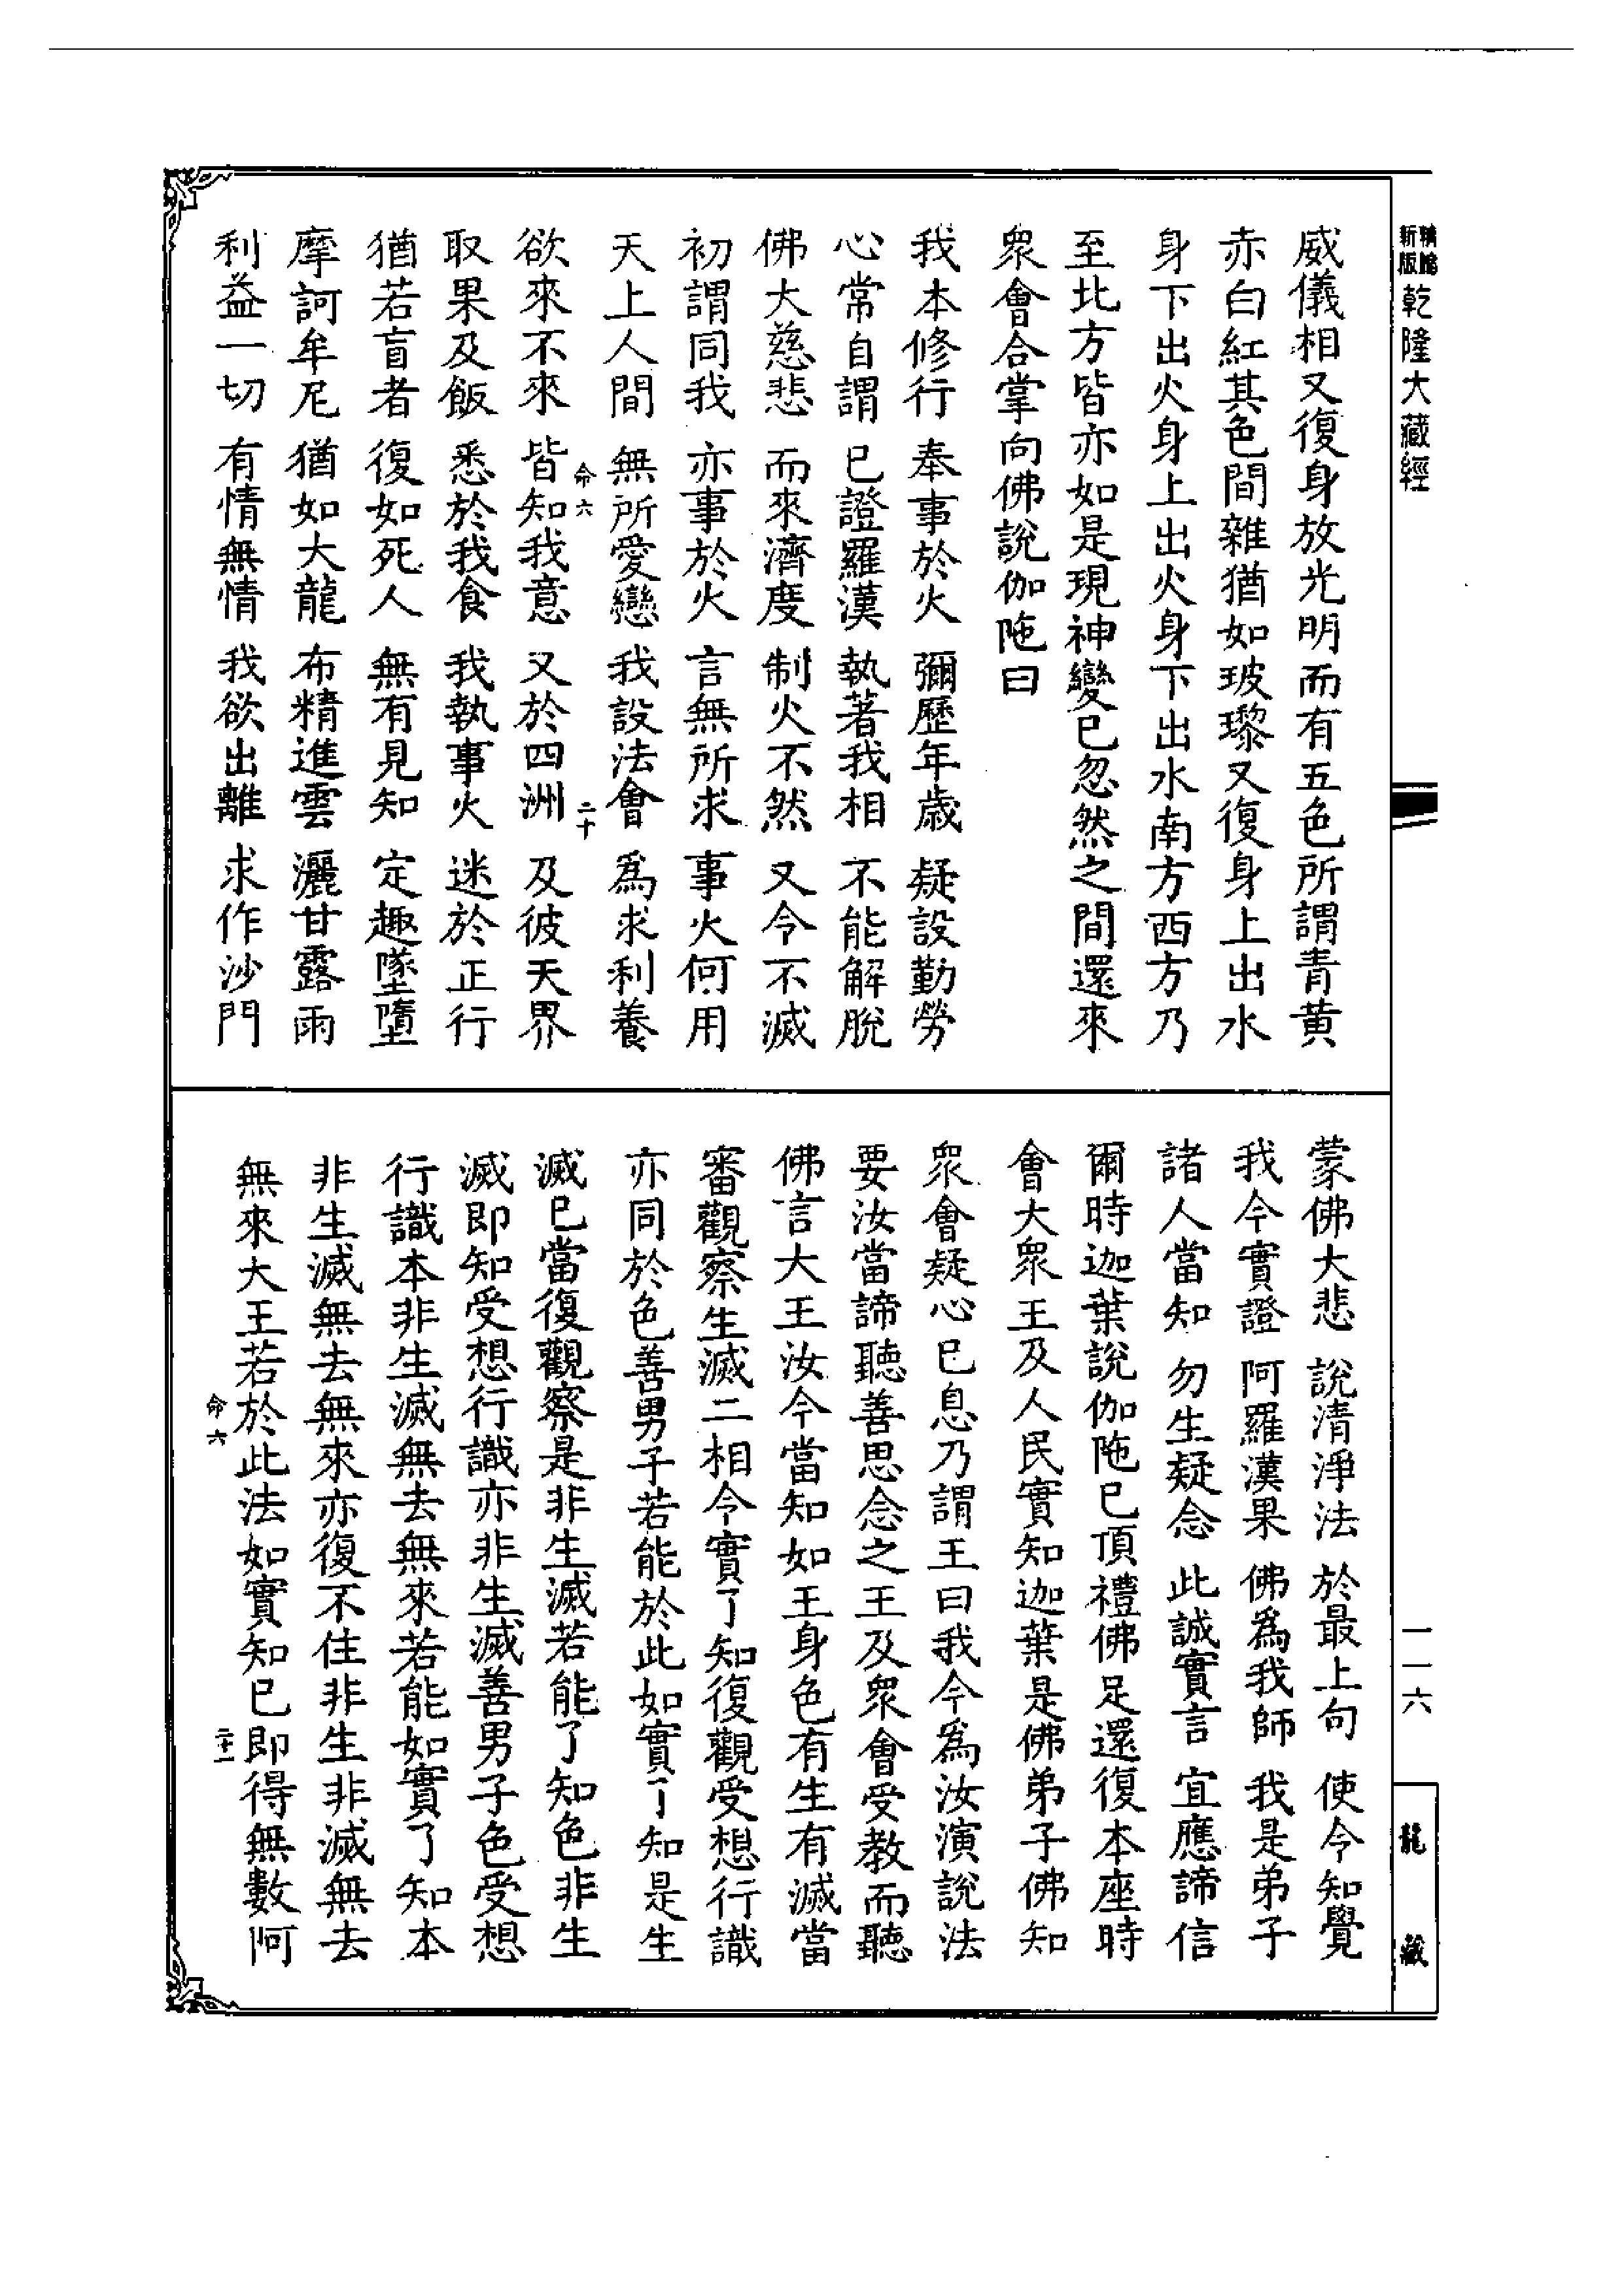 精縮新版乾隆大藏經
威儀相又復身放光明而有五色所謂青黃
赤白紅其色間雜猶如玻瓈又復身上出水
身下出火身上出火身下出水南方西方乃
至北方皆亦如是現神變已忽然之間還來
眾會合掌向佛說伽陁曰
我本修行 奉事於火 彌歷年歲 疑設勤勞
心常自謂 已證羅漢 執著我相 不能解脫
佛大慈悲 而來濟度 制火不然 又令不滅
初謂同我 亦事於火 言無所求 事火何用
天上人間 無所愛戀 我設法會 為求利養
命六 二十
欲來不來 皆知我意 又於四洲 及彼天界
取果及飯 悉於我食 我執事火 迷於正行
猶若盲者 復如死人 無有見知 定趣墜墮
摩訶牟尼 猶如大龍 布精進雲 灑甘露雨
利益一切 有情無情 我欲出離 求作沙門
蒙佛大悲 說清淨法 於最上句 使令知覺
我今實證 阿羅漢果 佛為我師 我是弟子
諸人當知 勿生疑念 此誠實言 宜應諦信
爾時迦葉說伽陁已頂禮佛足還復本座時
會大眾王及人民實知迦葉是佛弟子佛知
眾會疑心已息乃謂王曰我今為汝演說法
要汝當諦聽善思念之王及眾會受教而聽
佛言大王汝今當知如王身色有生有滅當
審觀察生滅二相今實了知復觀受想行識
亦同於色善男子若能於此如實了知是生
滅已當復觀察是非生滅若能了知色非生
滅即知受想行識亦非生滅善男子色受想
行識本非生滅無去無來若能如實了知本
非生滅無去無來亦復不住非生非滅無去
無來大王若於此法如實知已即得無數阿
命六 二十一
一一六
龍藏